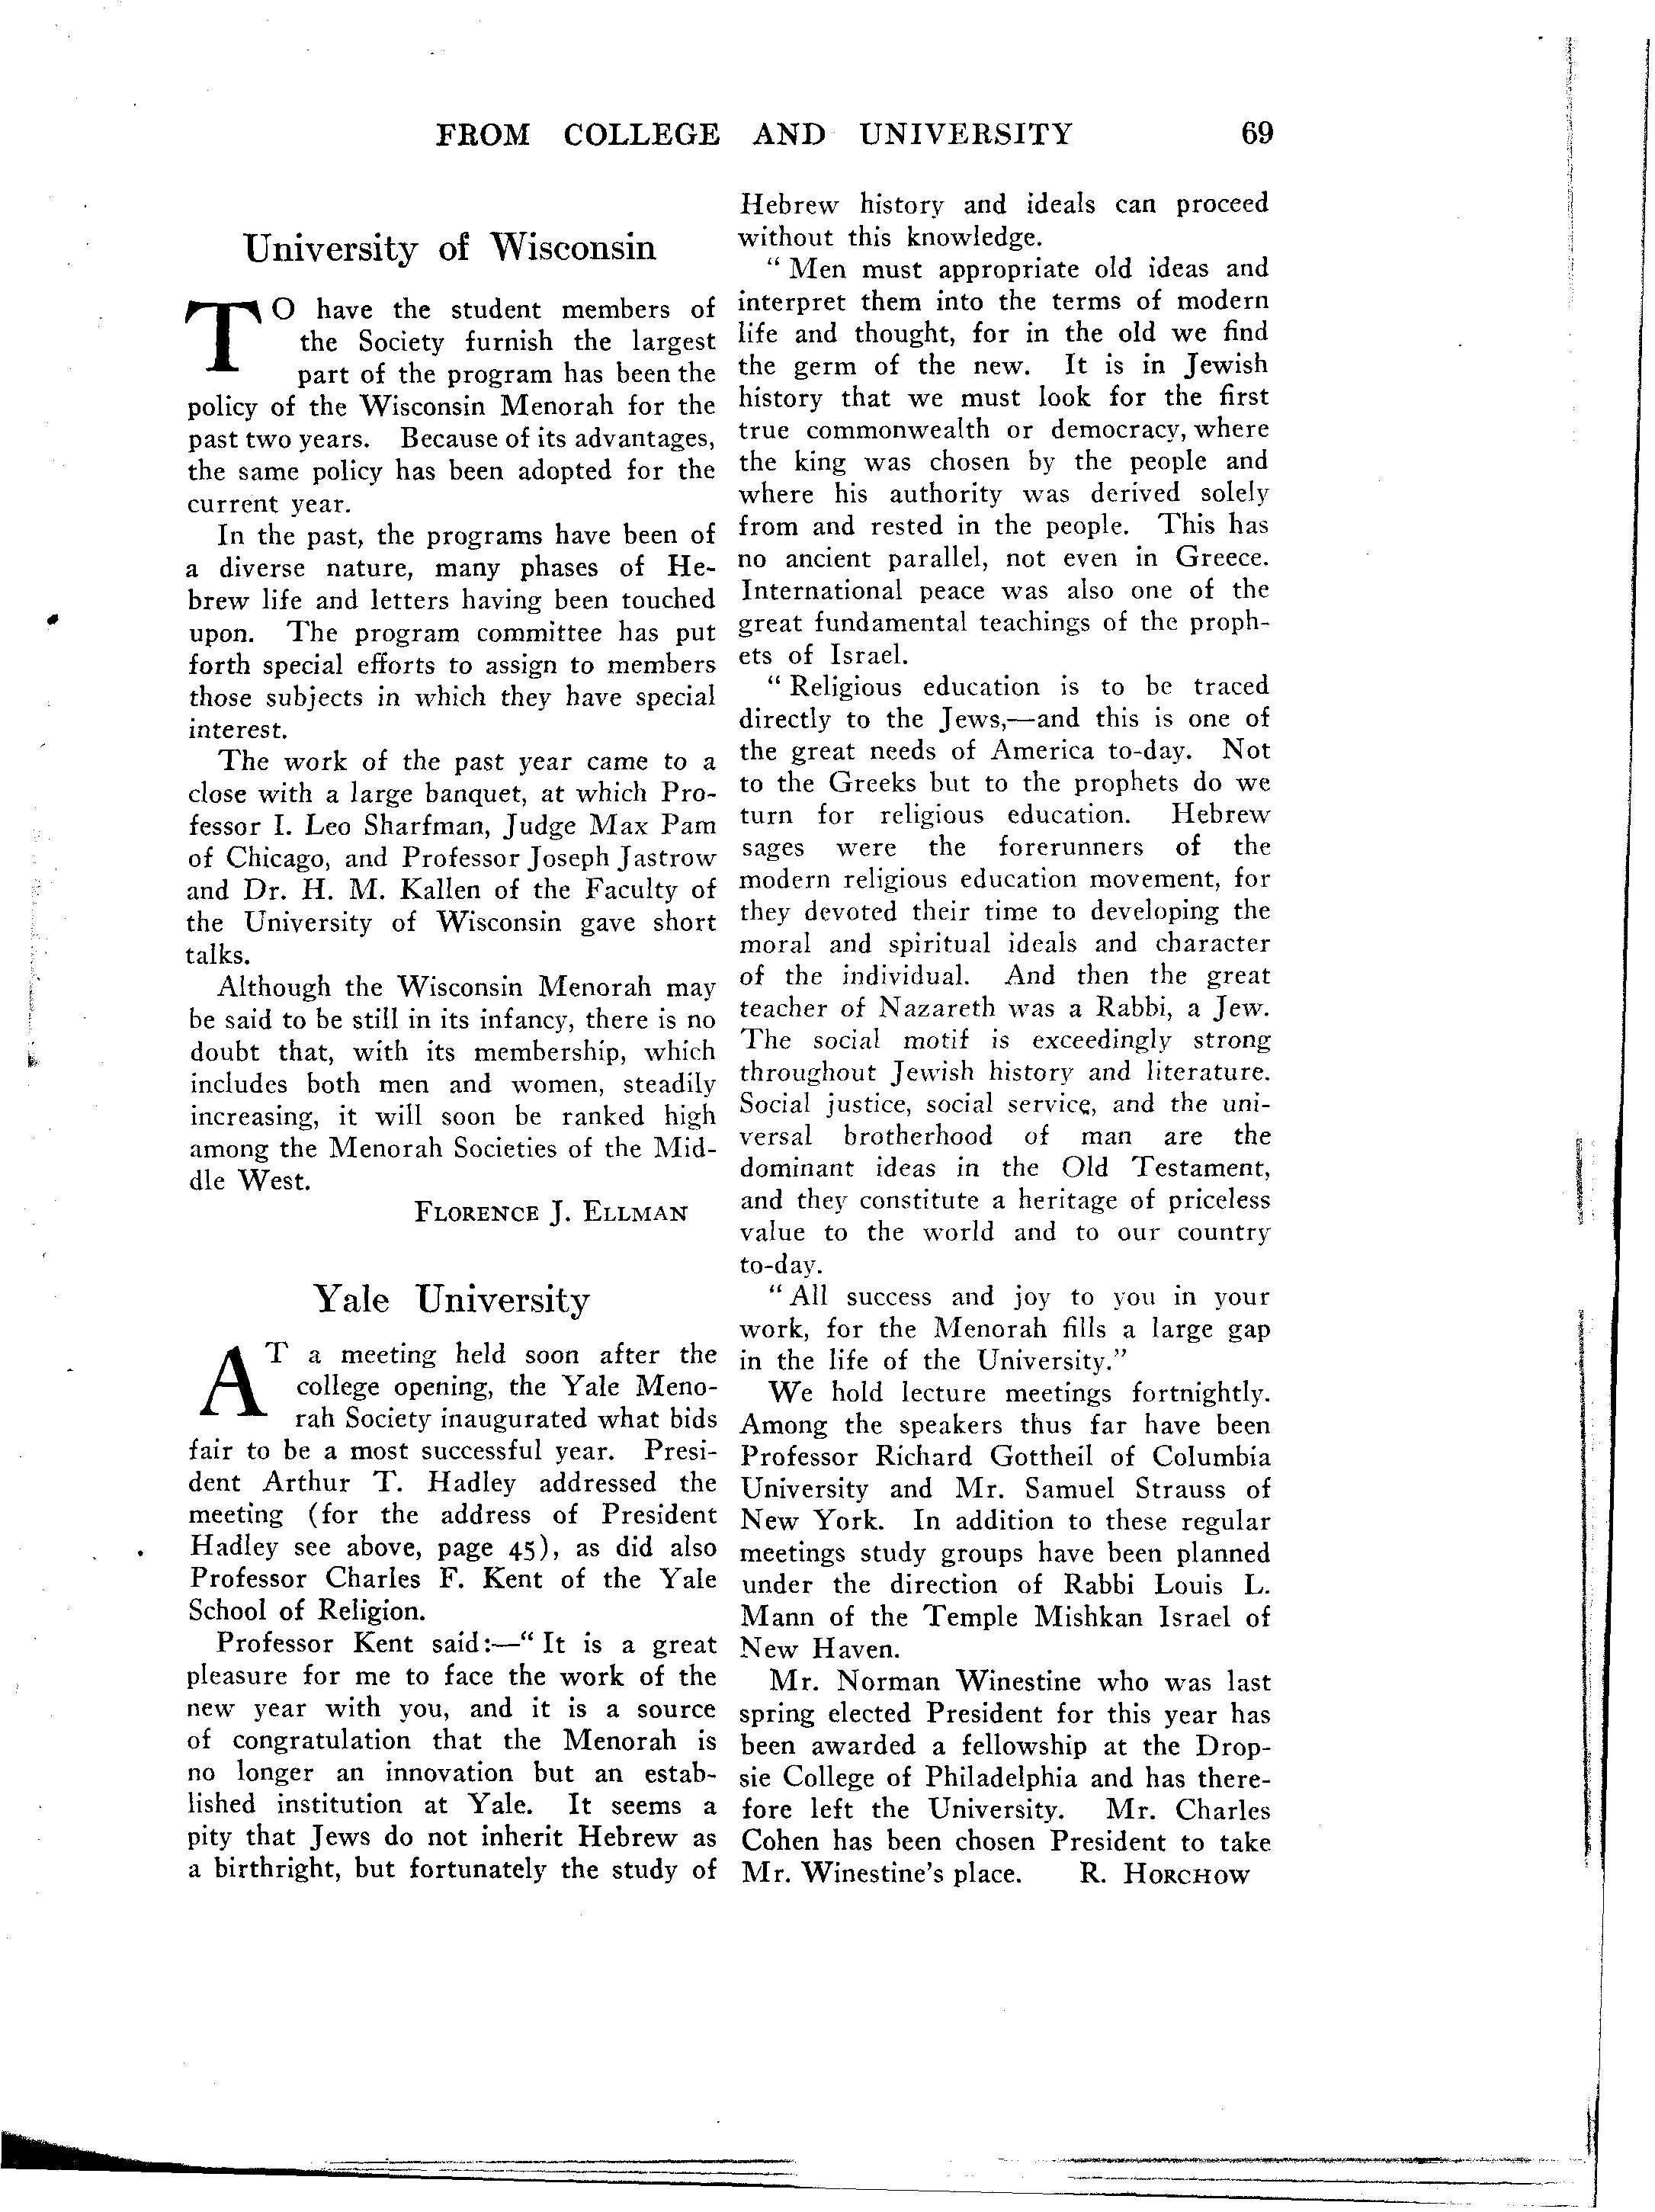 FROM COLLEGE AND UNIVERSITY 69
University of Wisconsin
TO have the student members of
the Society furnish the largest
part of the program has been the
policy of the Wisconsin Menorah for the
past two years. Because of its advantages,
the same policy has been adopted for the
current year.
In the past, the programs have been of
a diverse nature, many phases of He-
brew life and letters having been touched
upon. The program committee has put
forth special efforts to assign to members
those subjects in which they have special
interest.
The work of the past year came to a
close with a large banquet, at which Pro-
fessor I. Leo Sharfman, Judge Max Pam
of Chicago, and Professor Joseph Jastrow
and Dr. H. M. Kallen of the Faculty of
the University of Wisconsin gave short
talks.
Although the Wisconsin Menorah may
be said to be still in its infancy, there is no
doubt that, with its membership, which
includes both men and women, steadily
increasing, it will soon be ranked high
among the Menorah Societies of the Mid-
dle West.
FLORENCE J. ELLMAN
Yale University
AT a meeting held soon after the
college opening, the Yale Meno-
rah Society inaugurated what bids
fair to be a most successful year. Presi-
dent Arthur T. Hadley addressed the
meeting (for the address of President
Hadley see above, page 45), as did also
Professor Charles F. Kent of the Yale
School of Religion.
Professor Kent said:—"It is a great
pleasure for me to face the work of the
new year with you, and it is a source
of congratulation that the Menorah is
no longer an innovation but an estab-
lished institution at Yale. It seems a
pity that Jews do not inherit Hebrew as
a birthright, but fortunately the study of
Hebrew history and ideals can proceed
without this knowledge.
"Men must appropriate old ideas and
interpret them into the terms of modern
life and thought, for in the old we find
the germ of the new. It is in Jewish
history that we must look for the first
true commonwealth or democracy, where
the king was chosen by the people and
where his authority was derived solely
from and rested in the people. This has
no ancient parallel, not even in Greece.
International peace was also one of the
great fundamental teachings of the proph-
ets of Israel.
"Religious education is to be traced
directly to the Jews,—and this is one of
the great needs of America to-day. Not
to the Greeks but to the prophets do we
turn for religious education. Hebrew
sages were the forerunners of the
modern religious education movement, for
they devoted their time to developing the
moral and spiritual ideals and character
of the individual. And then the great
teacher of Nazareth was a Rabbi, a Jew.
The social motif is exceedingly strong
throughout Jewish history and literature.
Social justice, social service, and the uni-
versal brotherhood of man are the
dominant ideas in the Old Testament,
and they constitute a heritage of priceless
value to the world and to our country
to-day.
"All success and joy to you in your
work, for the Menorah fills a large gap
in the life of the University."
We hold lecture meetings fortnightly.
Among the speakers thus far have been
Professor Richard Gottheil of Columbia
University and Mr. Samuel Strauss of
New York. In addition to these regular
meetings study groups have been planned
under the direction of Rabbi Louis L.
Mann of the Temple Mishkan Israel of
New Haven.
Mr. Norman Winestine who was last
spring elected President for this year has
been awarded a fellowship at the Drop-
sie College of Philadelphia and has there-
fore left the University. Mr. Charles
Cohen has been chosen President to take
Mr. Winestine's place. R. HORCHOW